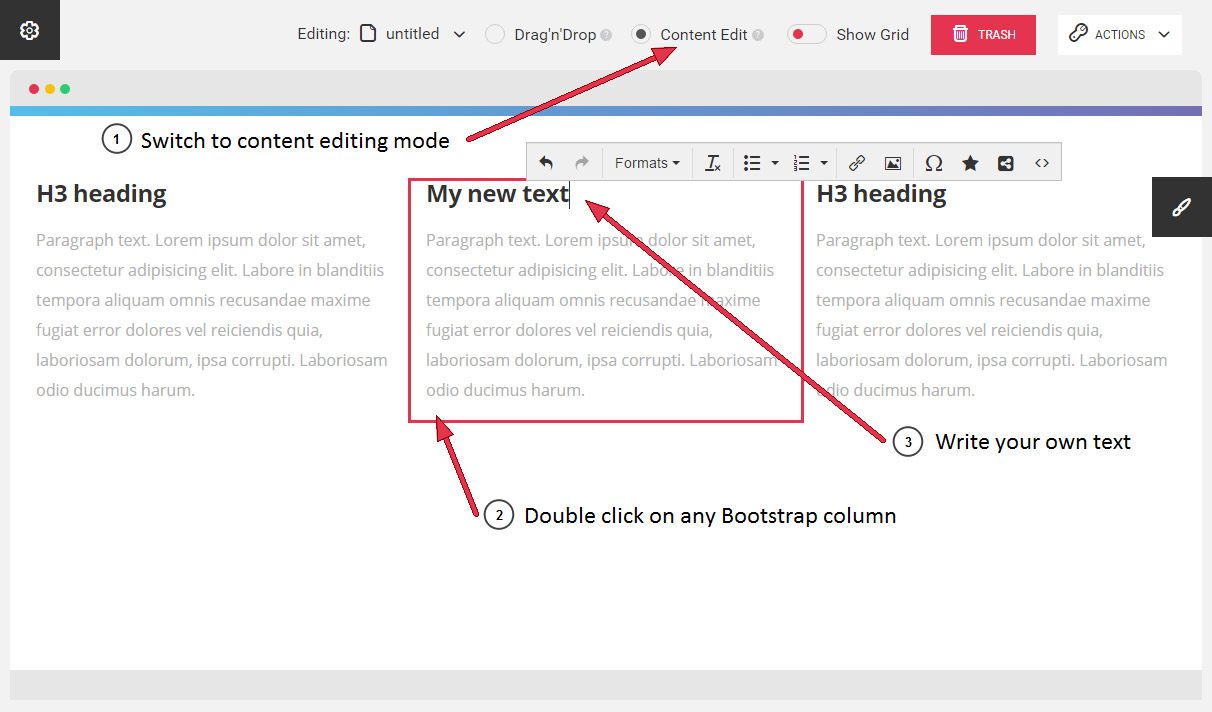 Editing: untitled Drag'n'Drop ? Content Edit ? Show Grid TRASH ACTIONS
1 Switch to content editing mode
Formats
H3 heading
Paragraph text. Lorem ipsum dolor sit amet,
consectetur adipisicing elit. Labore in blanditiis
tempora aliquam omnis recusandae maxime
fugiat error dolores vel reiciendis quia,
laboriosam dolorum, ipsa corrupti. Laboriosam
odio ducimus harum.
My new text
Paragraph text. Lorem ipsum dolor sit amet,
consectetur adipisicing elit. Labore in blanditiis
tempora aliquam omnis recusandae maxime
fugiat error dolores vel reiciendis quia,
laboriosam dolorum, ipsa corrupti. Laboriosam
odio ducimus harum.
H3 heading
Paragraph text. Lorem ipsum dolor sit amet,
consectetur adipisicing elit. Labore in blanditiis
tempora aliquam omnis recusandae maxime
fugiat error dolores vel reiciendis quia,
laboriosam dolorum, ipsa corrupti. Laboriosam
odio ducimus harum.
3 Write your own text
2 Double click on any Bootstrap column